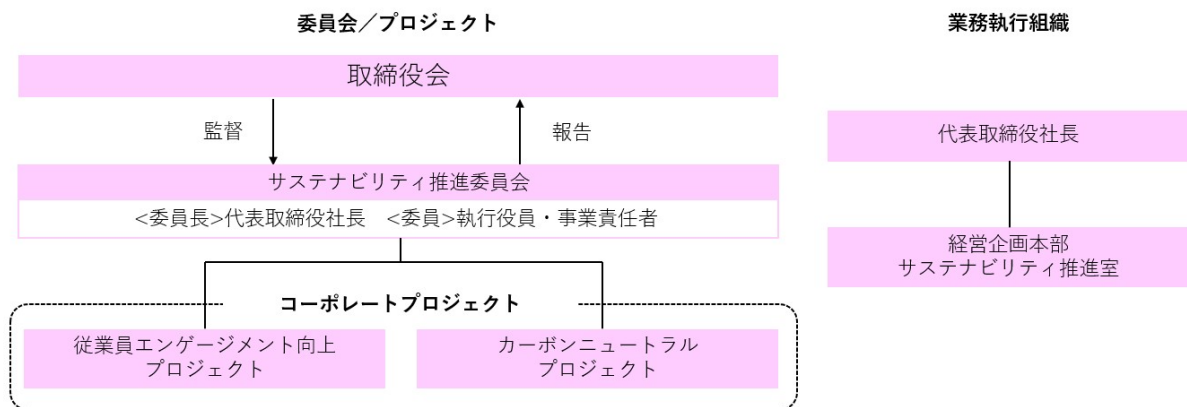 委員会／プロジェクト
取締役会
監督
報告
サステナビリティ推進委員会
<委員長>代表取締役社長　<委員>執行役員・事業責任者
コーポレートプロジェクト
従業員エンゲージメント向上
プロジェクト
カーボンニュートラル
プロジェクト
業務執行組織
代表取締役社長
経営企画本部
サステナビリティ推進室